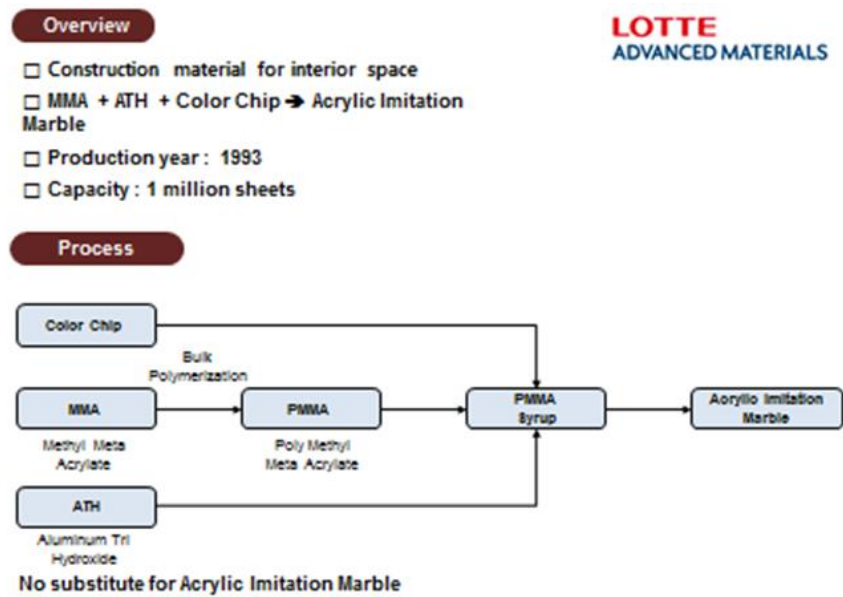 Overview
LOTTE
ADVANCED MATERIALS
□ Construction material for interior space
□ MMA + ATH + Color Chip ➔ Acrylic Imitation
Marble
□ Production year : 1993
□ Capacity : 1 million sheets
Process
Color Chip
Bulk
Polymerization
MMA
PMMA
PMMA
Syrup
Acrylic Imitation
Marble
Methyl Meta
Acrylate
Poly Methyl
Meta Acrylate
ATH
Aluminum Tri
Hydroxide
No substitute for Acrylic Imitation Marble